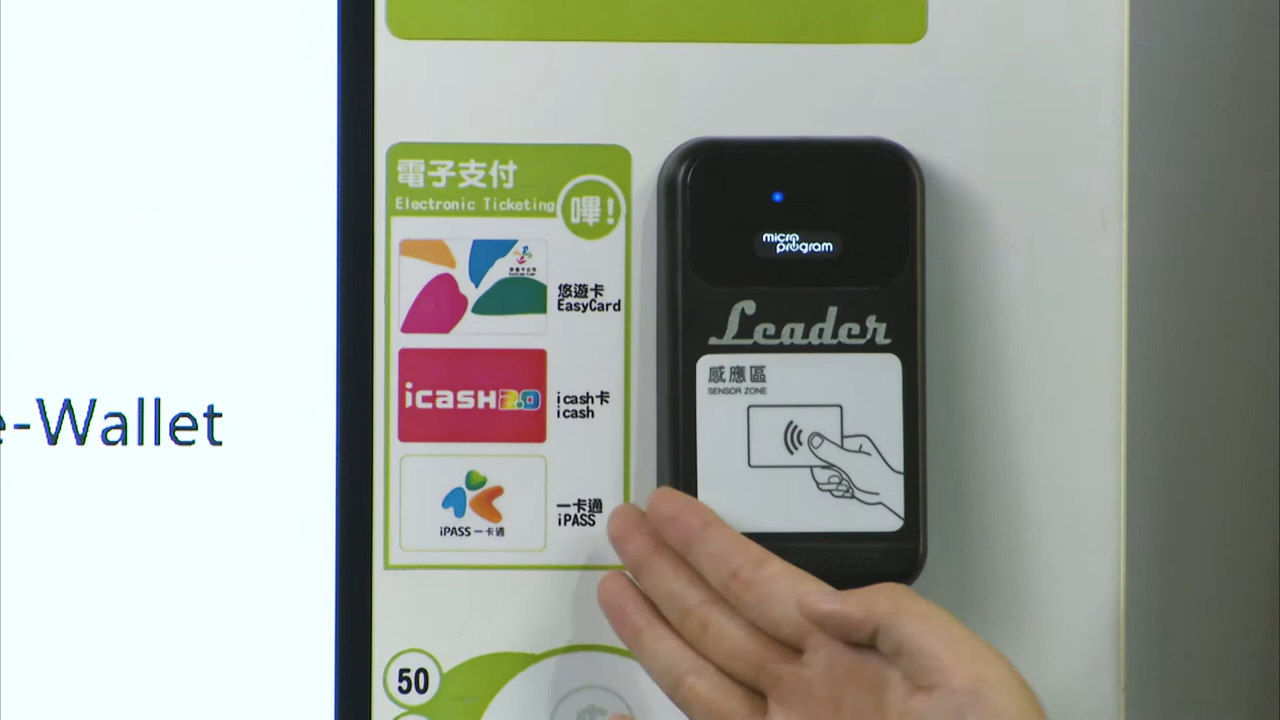 e-Wallet
電子支付
Electronic Ticketing
嗶!
悠遊卡
EasyCard
icash2.0
icash卡
icash
iPASS 一卡通
一卡通
iPASS
50
micro
program
Leader
感應區
SENSOR ZONE